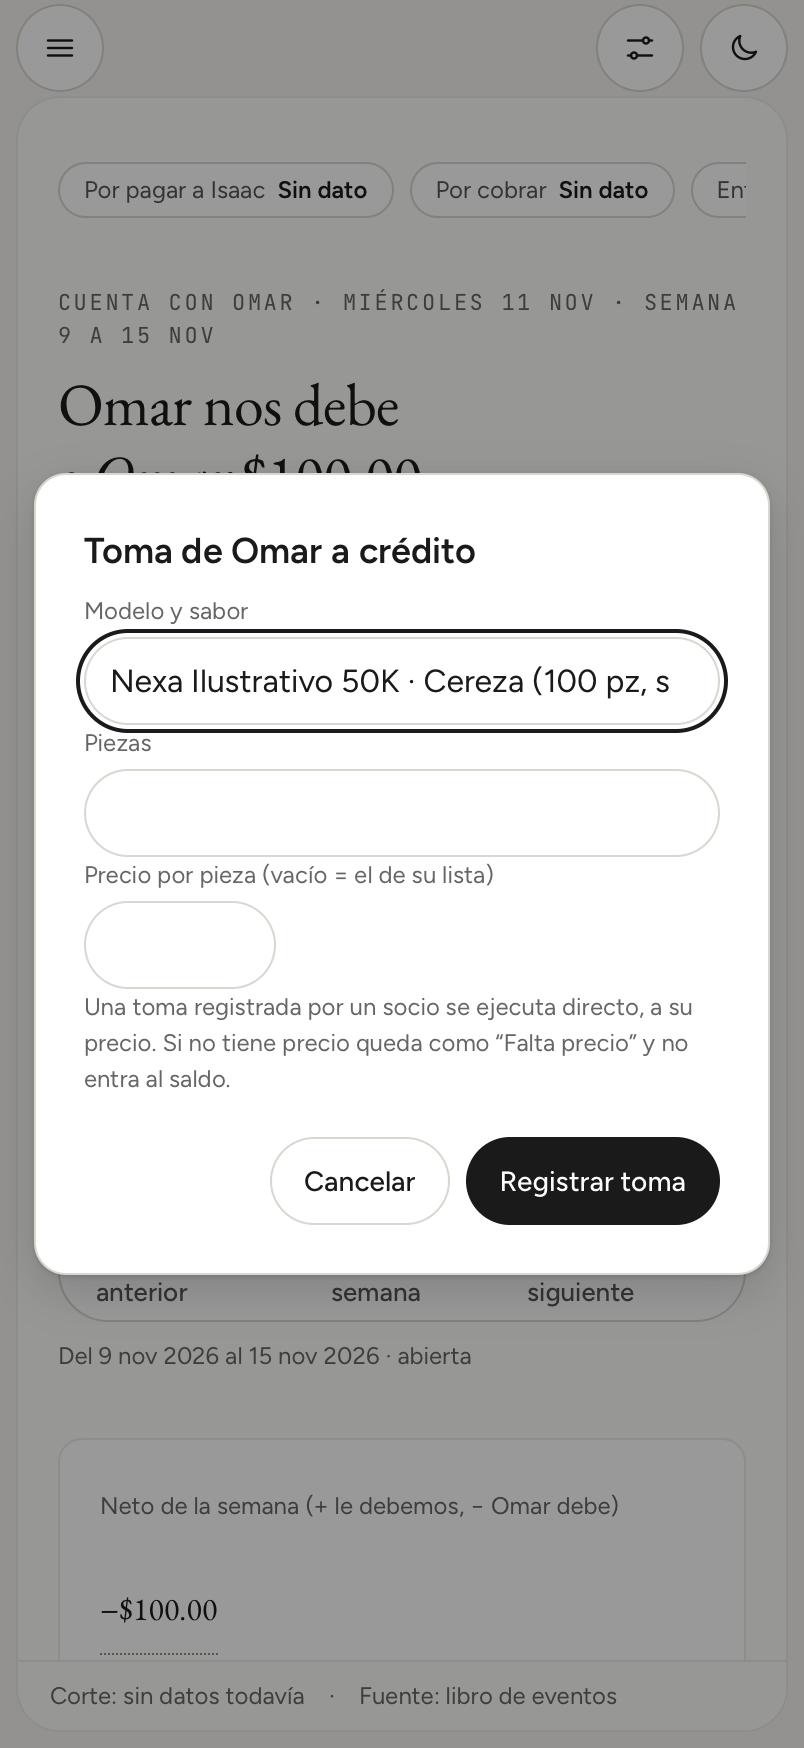 Por pagar a Isaac Sin dato
Por cobrar Sin dato
CUENTA CON OMAR · MIÉRCOLES 11 NOV · SEMANA
9 A 15 NOV
Omar nos debe
$100.00
Toma de Omar a crédito
Modelo y sabor
Nexa Ilustrativo 50K · Cereza (100 pz, s
Piezas
Precio por pieza (vacío = el de su lista)
Una toma registrada por un socio se ejecuta directo, a su
precio. Si no tiene precio queda como “Falta precio” y no
entra al saldo.
Cancelar
Registrar toma
anterior
semana
siguiente
Del 9 nov 2026 al 15 nov 2026 · abierta
Neto de la semana (+ le debemos, − Omar debe)
−$100.00
Corte: sin datos todavía · Fuente: libro de eventos